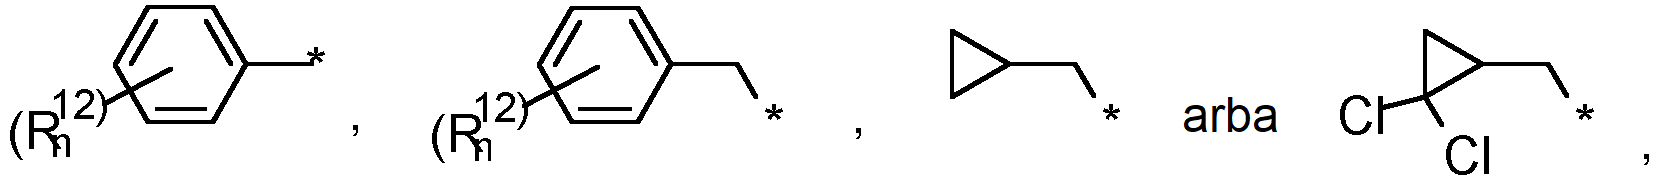 (R¹²)n * , (R¹²)n * , * arba Cl Cl * ,